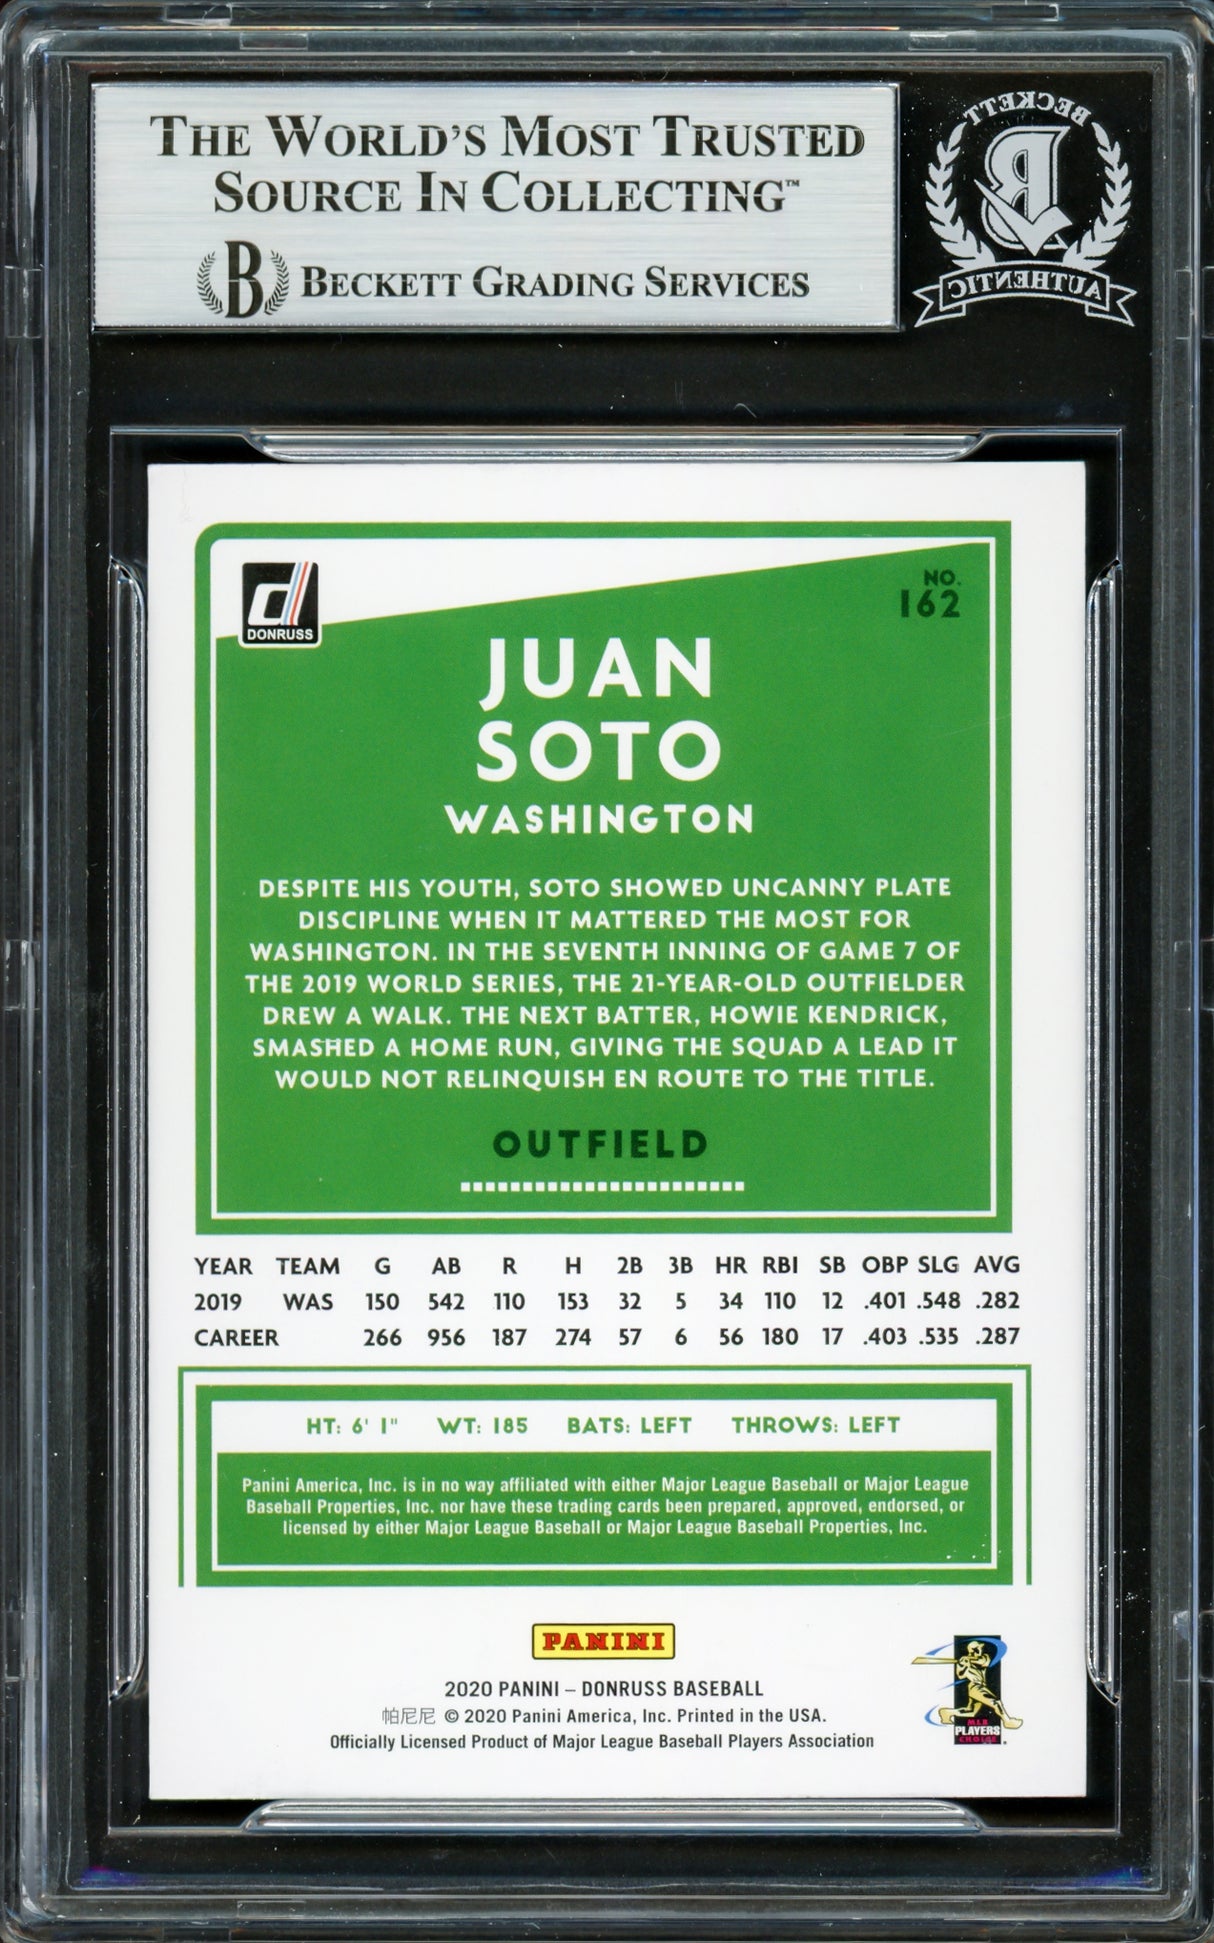 THE WORLD'S MOST TRUSTED
SOURCE IN COLLECTING™
B BECKETT GRADING SERVICES
BECKETT
B
AUTHENTIC
d
DONRUSS
NO.
162
JUAN
SOTO
WASHINGTON
DESPITE HIS YOUTH, SOTO SHOWED UNCANNY PLATE
DISCIPLINE WHEN IT MATTERED THE MOST FOR
WASHINGTON. IN THE SEVENTH INNING OF GAME 7 OF
THE 2019 WORLD SERIES, THE 21-YEAR-OLD OUTFIELDER
DREW A WALK. THE NEXT BATTER, HOWIE KENDRICK,
SMASHED A HOME RUN, GIVING THE SQUAD A LEAD IT
WOULD NOT RELINQUISH EN ROUTE TO THE TITLE.
OUTFIELD
YEAR TEAM G AB R H 2B 3B HR RBI SB OBP SLG AVG
2019 WAS 150 542 110 153 32 5 34 110 12 .401 .548 .282
CAREER 266 956 187 274 57 6 56 180 17 .403 .535 .287
HT: 6' 1" WT: 185 BATS: LEFT THROWS: LEFT
Panini America, Inc. is in no way affiliated with either Major League Baseball or Major League
Baseball Properties, Inc. nor have these trading cards been prepared, approved, endorsed, or
licensed by either Major League Baseball or Major League Baseball Properties, Inc.
PANINI
2020 PANINI – DONRUSS BASEBALL
帕尼尼 © 2020 Panini America, Inc. Printed in the USA.
Officially Licensed Product of Major League Baseball Players Association
MLB
PLAYERS
CHOICE